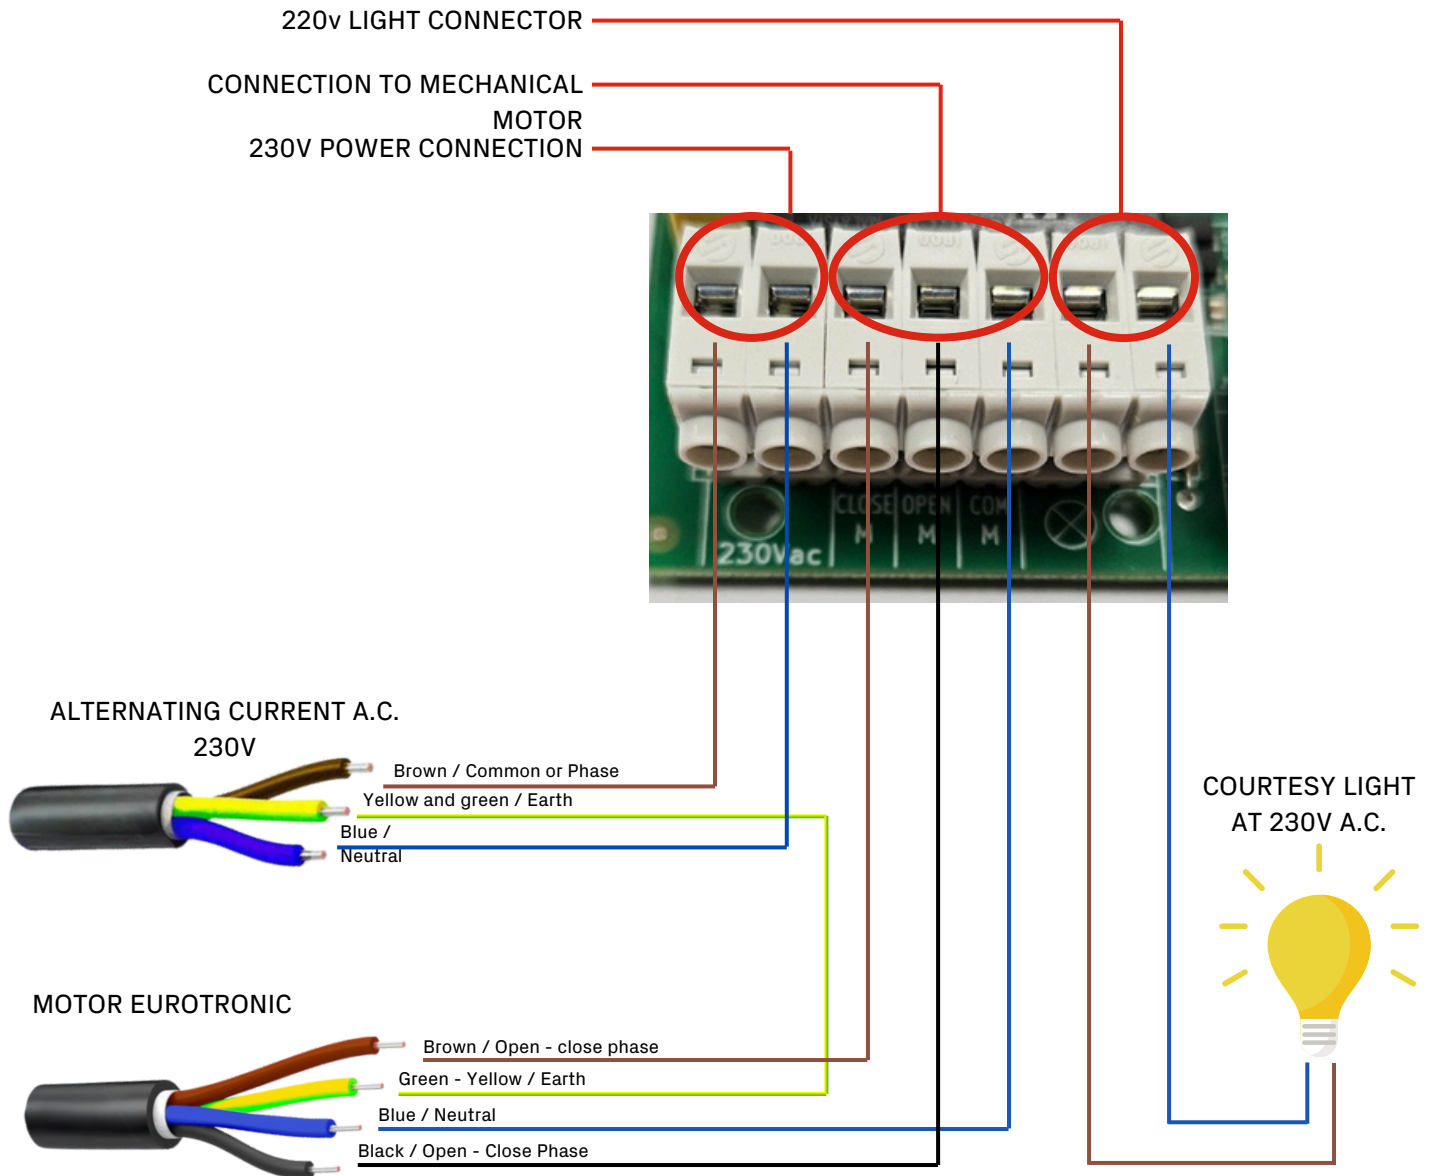 220v LIGHT CONNECTOR
CONNECTION TO MECHANICAL
MOTOR
230V POWER CONNECTION
CLOSE OPEN COM
M M M
230Vac
ALTERNATING CURRENT A.C.
230V
Brown / Common or Phase
Yellow and green / Earth
Blue /
Neutral
COURTESY LIGHT
AT 230V A.C.
MOTOR EUROTRONIC
Brown / Open - close phase
Green - Yellow / Earth
Blue / Neutral
Black / Open - Close Phase